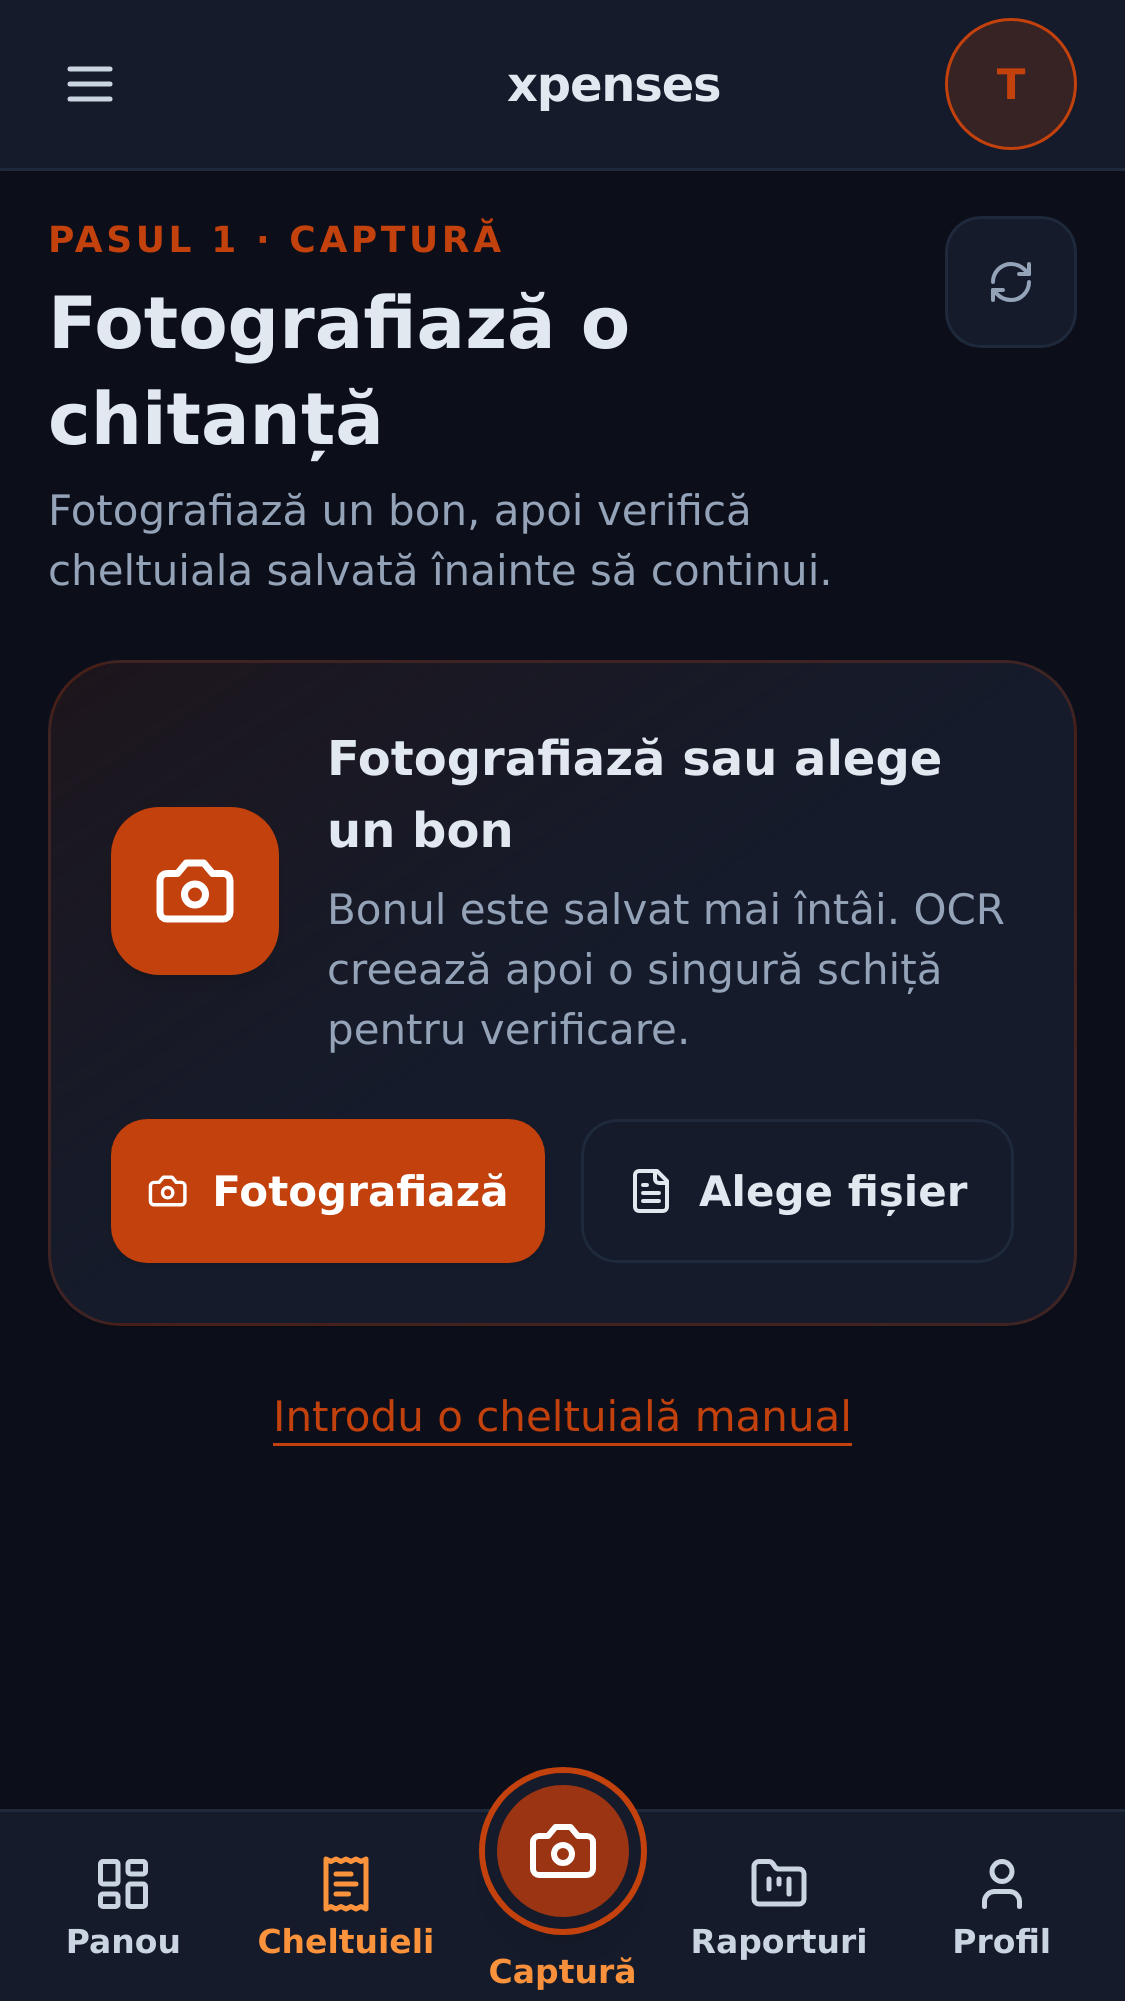 xpenses
T
PASUL 1 · CAPTURĂ
Fotografiază o
chitanță
Fotografiază un bon, apoi verifică
cheltuiala salvată înainte să continui.
Fotografiază sau alege
un bon
Bonul este salvat mai întâi. OCR
creează apoi o singură schiță
pentru verificare.
Fotografiază
Alege fișier
Introdu o cheltuială manual
Panou
Cheltuieli
Captură
Raporturi
Profil